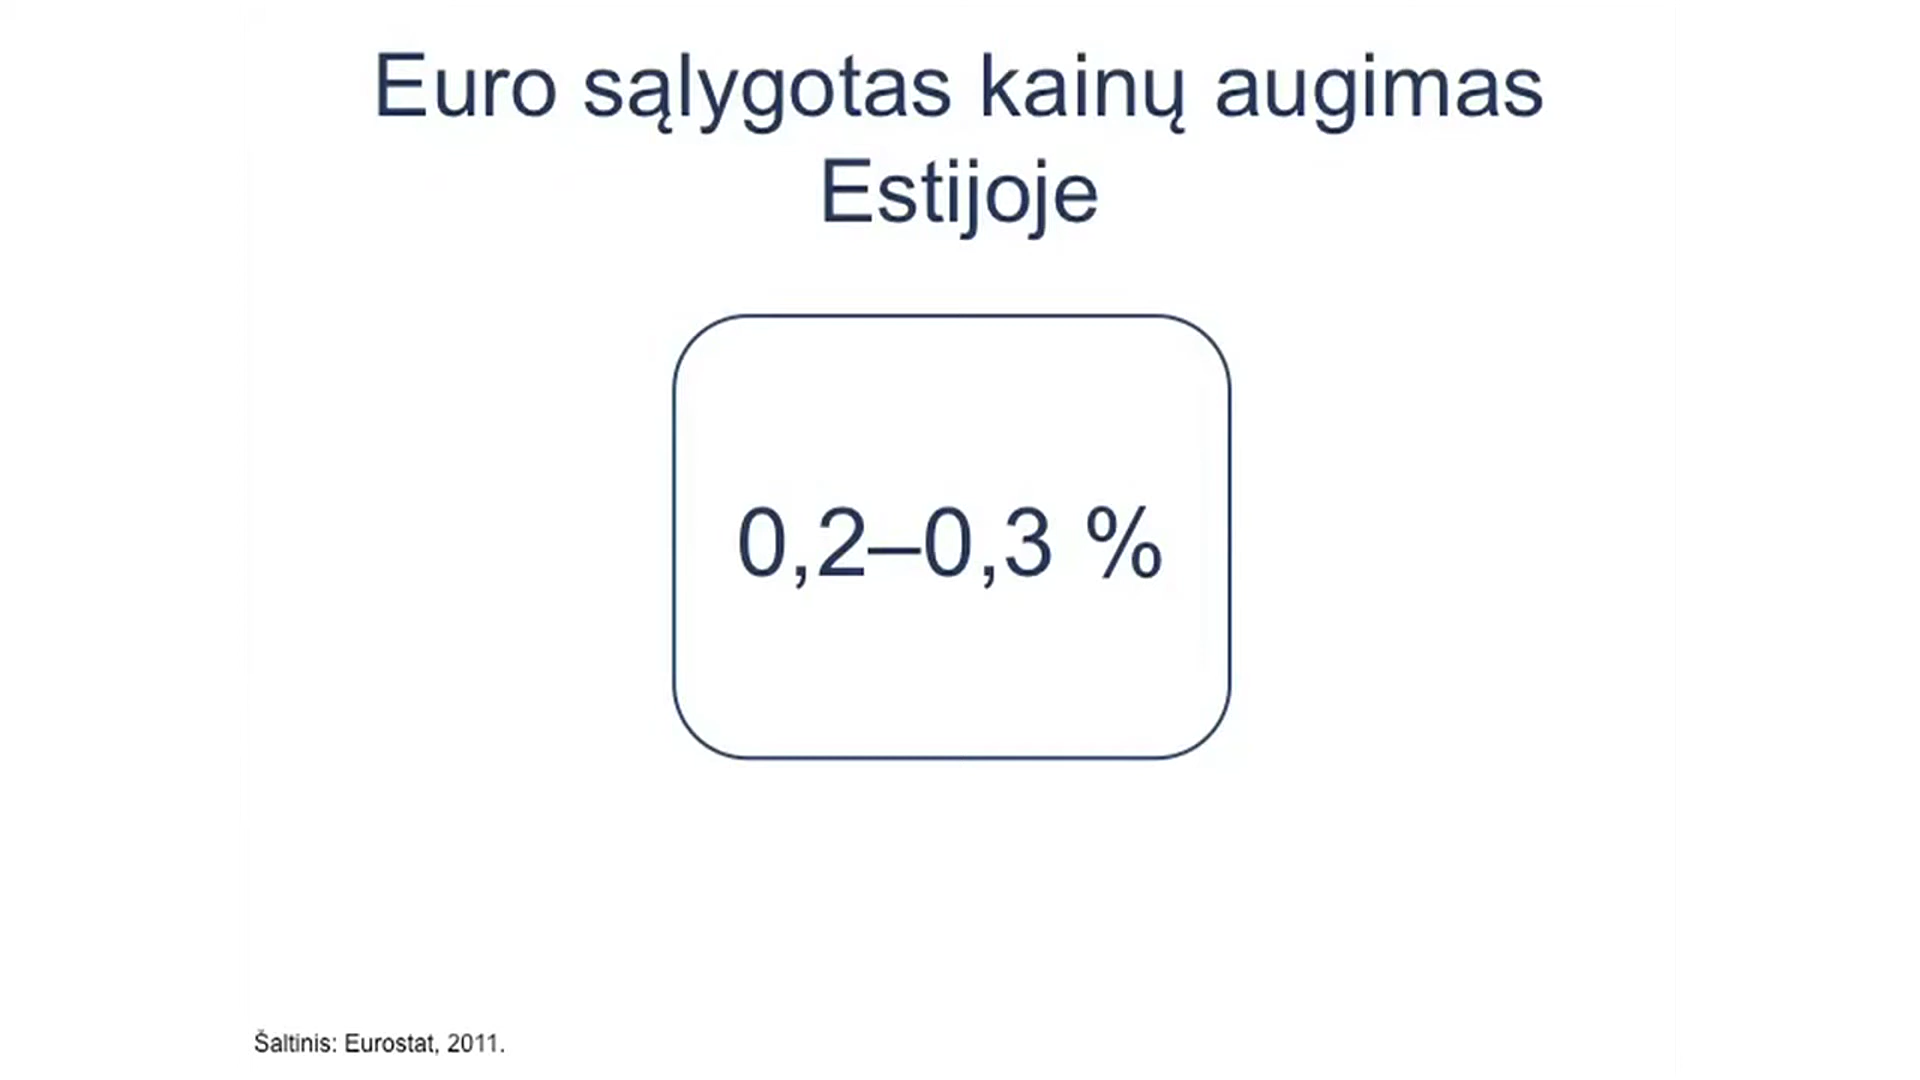 Euro sąlygotas kainų augimas
Estijoje
0,2–0,3 %
Šaltinis: Eurostat, 2011.